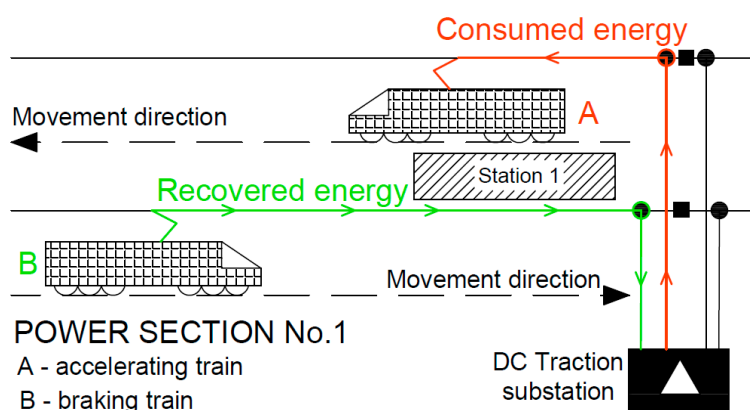 Consumed energy
Movement direction
A
Station 1
Recovered energy
B
Movement direction
POWER SECTION No.1
A - accelerating train
B - braking train
DC Traction
substation